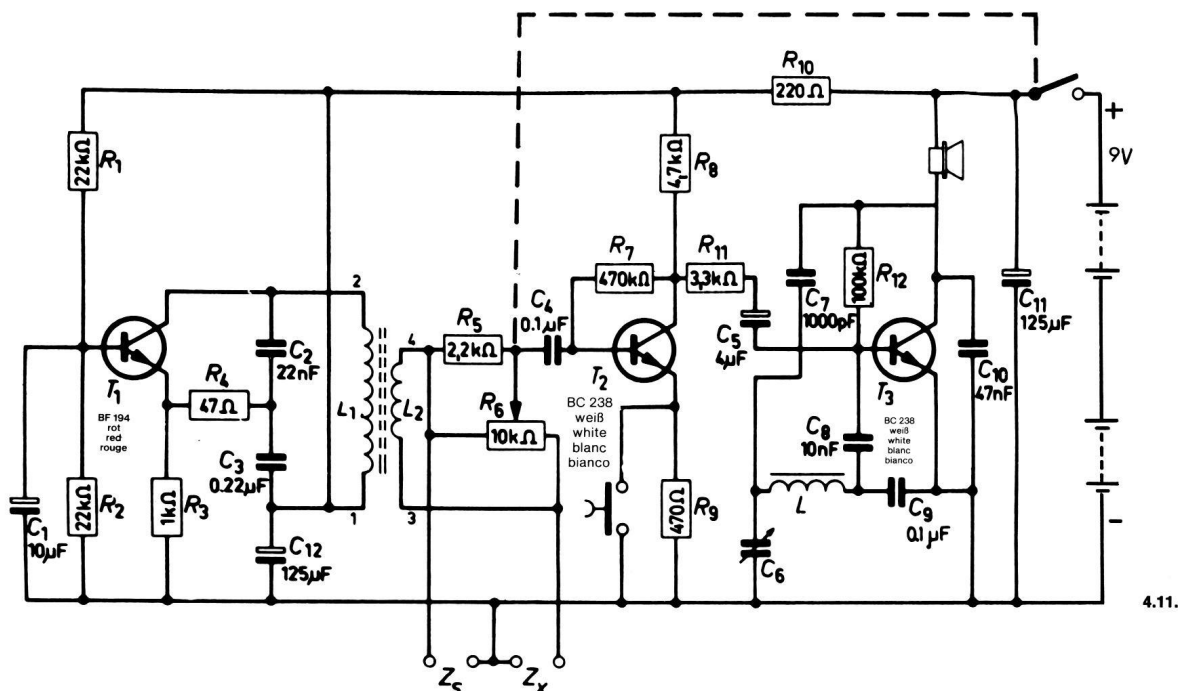 R10
220Ω
+
9V
22kΩ
R1
4,7kΩ
R8
2
R7
470kΩ
R11
3,3kΩ
C4
0.1µF
R5
2,2kΩ
4
C7
1000pF
100kΩ
R12
C11
125µF
C2
22nF
C5
4µF
T1
BF 194
rot
red
rouge
R4
47Ω
L1
L2
R6
10kΩ
T2
BC 238
weiß
white
blanc
bianco
T3
BC 238
weiß
white
blanc
bianco
C10
47nF
C8
10nF
C3
0.22µF
C1
10µF
22kΩ
R2
1kΩ
R3
1
3
470Ω
R9
L
C9
0.1µF
C12
125µF
C6
-
4.11.
ZS
ZX